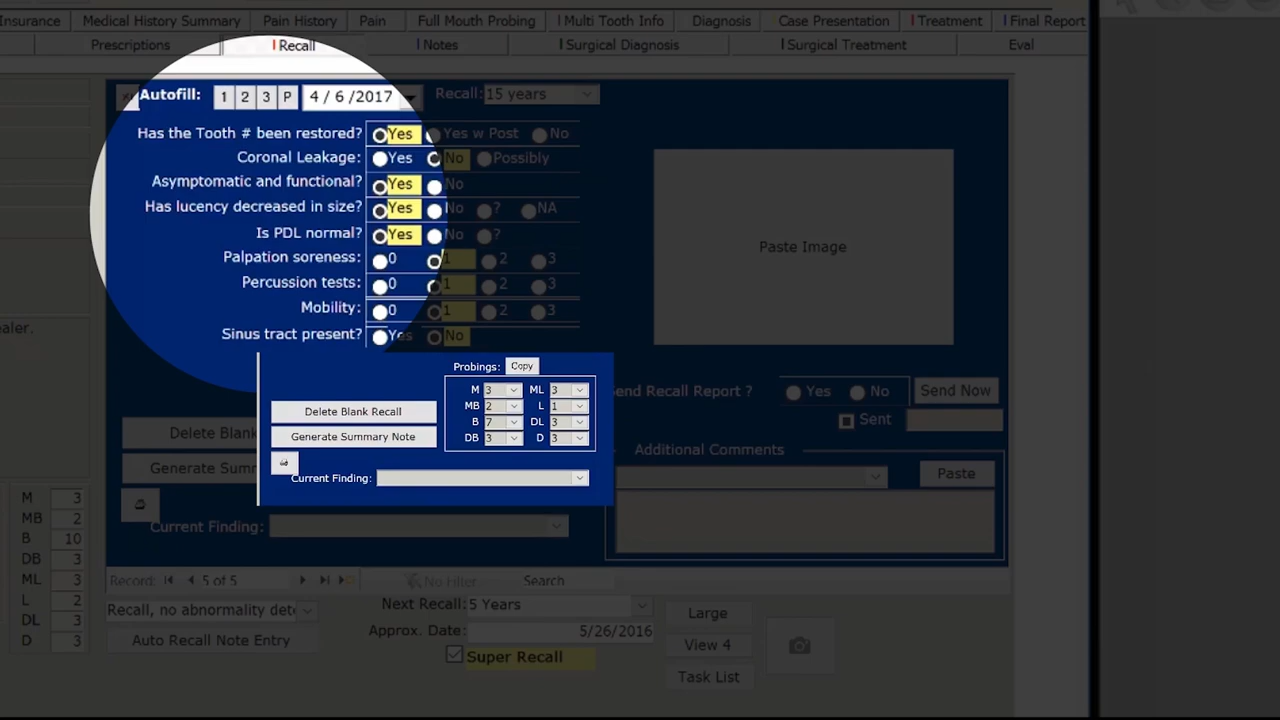 Insurance Medical History Summary Pain History Pain Full Mouth Probing Multi Tooth Info Diagnosis Case Presentation Treatment Final Report
Prescriptions Recall Notes Surgical Diagnosis Surgical Treatment Eval
Autofill: 1 2 3 P 4 / 6 /2017 Recall: 15 years
Has the Tooth # been restored? Yes Yes w Post No
Coronal Leakage: Yes No Possibly
Asymptomatic and functional? Yes No
Has lucency decreased in size? Yes No ? NA
Is PDL normal? Yes No ?
Palpation soreness: 0 1 2 3
Percussion tests: 0 1 2 3
Mobility: 0 1 2 3
Sinus tract present? Yes No
Paste Image
Probings: Copy
M 3 ML 3
MB 2 L 1
B 7 DL 3
DB 3 D 3
Delete Blank Recall
Generate Summary Note
Current Finding:
Send Recall Report ? Yes No Send Now
Sent
Additional Comments
Paste
Delete Blank
Generate Summ
Current Finding:
M 3
MB 2
B 10
DB 3
ML 3
L 2
DL 3
D 3
Record: 5 of 5 No Filter Search
Recall, no abnormality dete
Auto Recall Note Entry
Next Recall: 5 Years
Approx. Date: 5/26/2016
Super Recall
Large
View 4
Task List